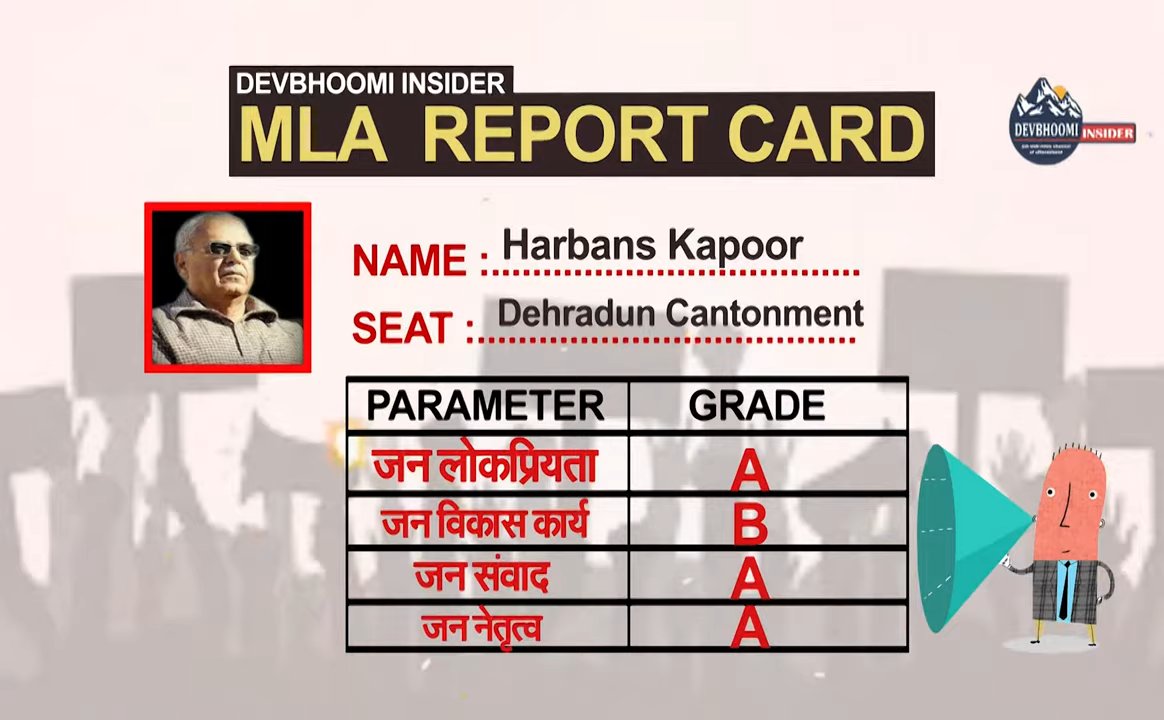 DEVBHOOMI INSIDER
MLA REPORT CARD
DEVBHOOMI INSIDER
NAME : Harbans Kapoor
SEAT : Dehradun Cantonment
PARAMETER GRADE
जन लोकप्रियता A
जन विकास कार्य B
जन संवाद A
जन नेतृत्व A